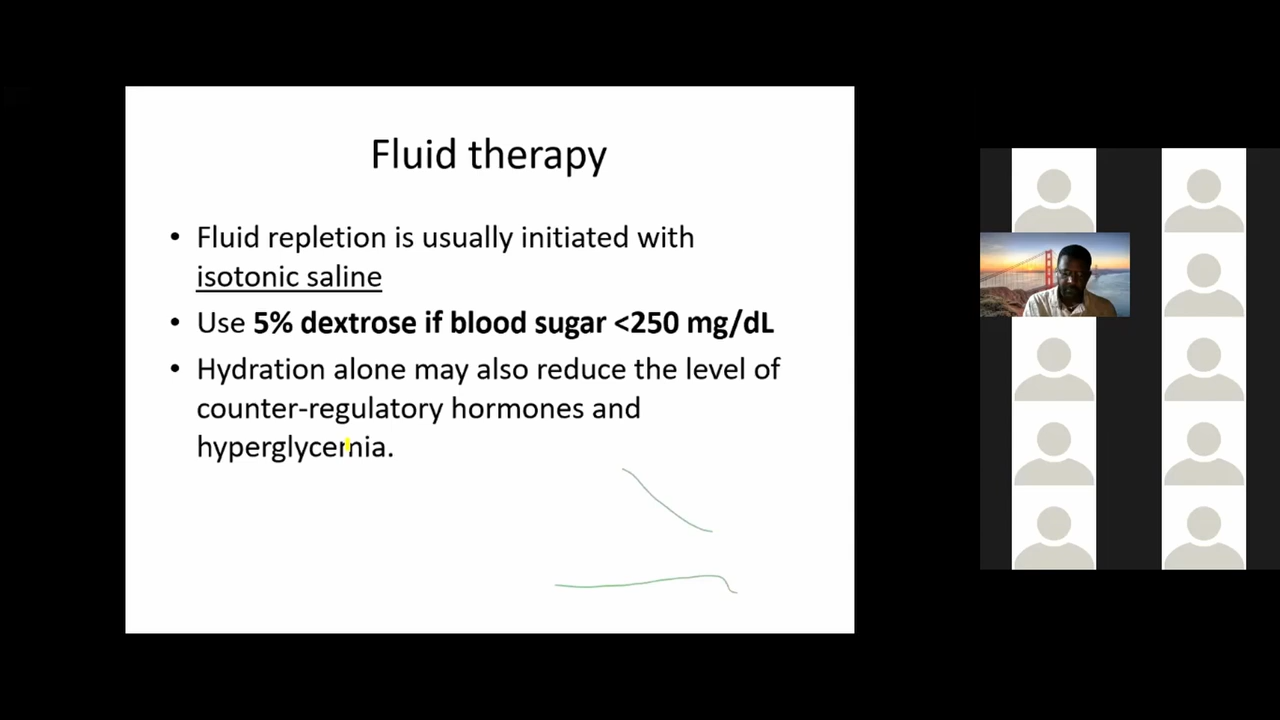 Fluid therapy
• Fluid repletion is usually initiated with
isotonic saline
• Use 5% dextrose if blood sugar <250 mg/dL
• Hydration alone may also reduce the level of
counter-regulatory hormones and
hyperglycemia.